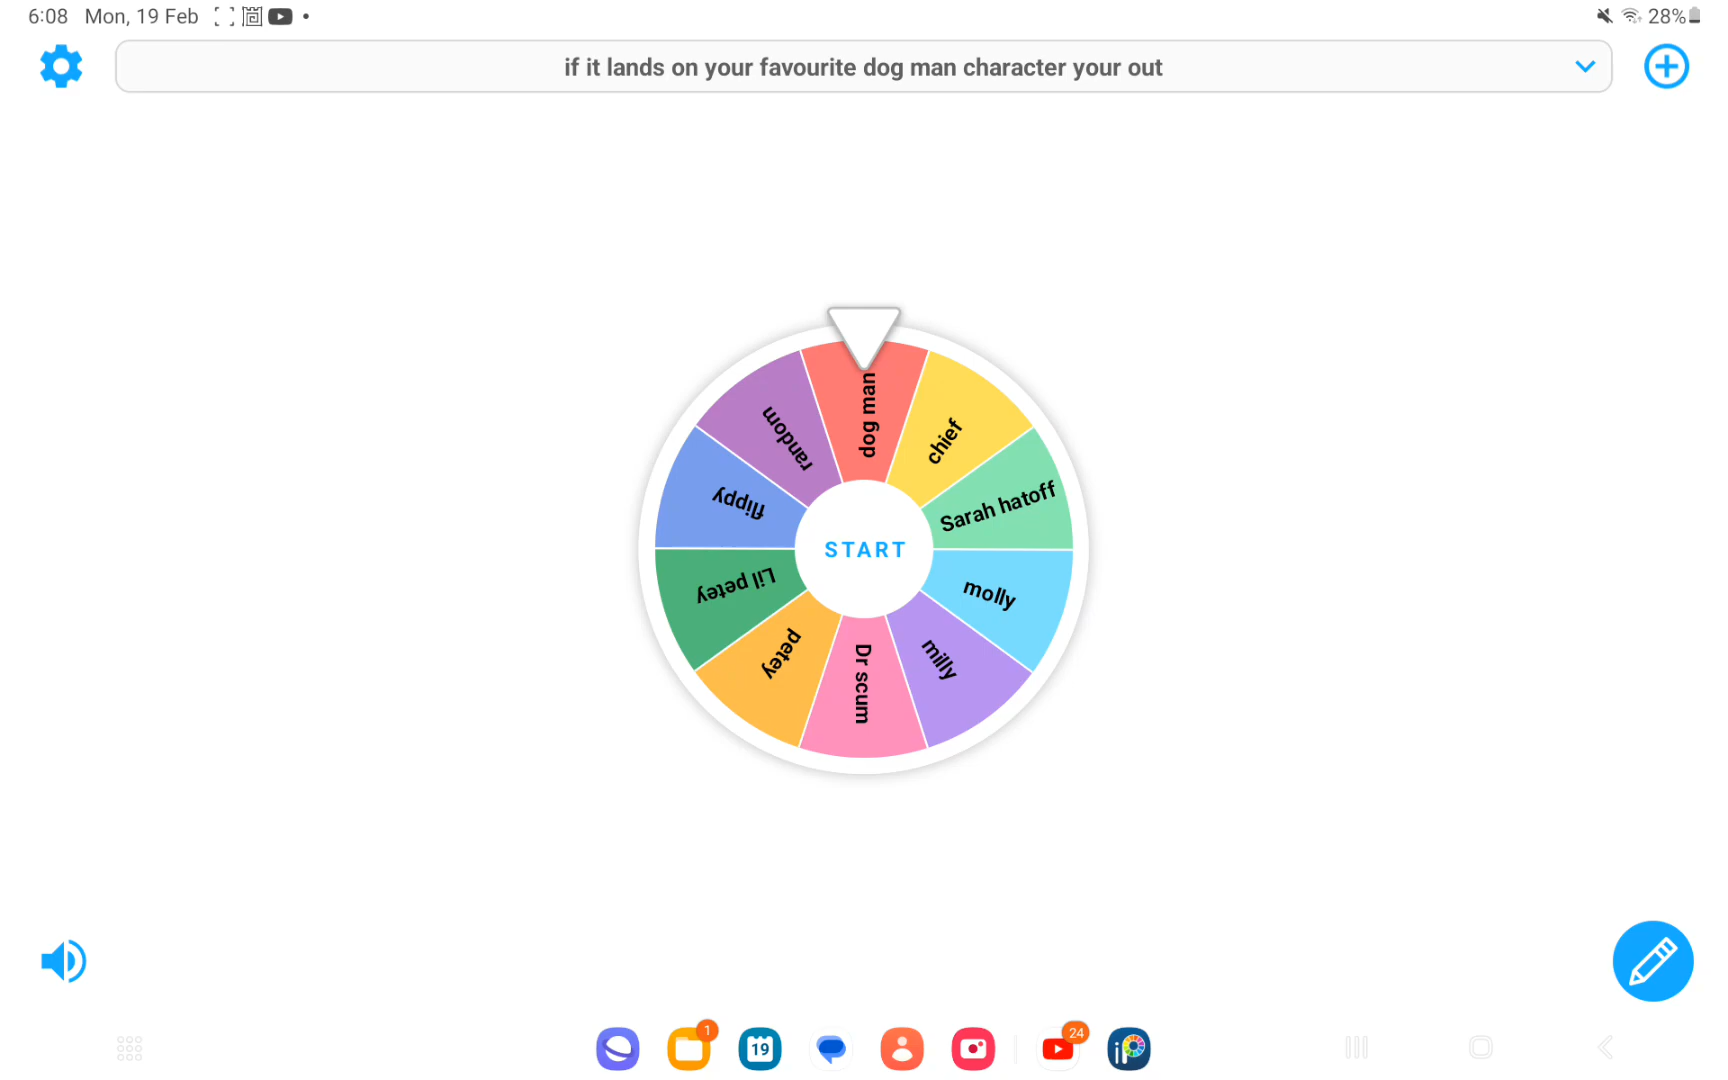 6:08 Mon, 19 Feb
28%
if it lands on your favourite dog man character your out
dog man
chief
Sarah hatoff
molly
milly
Dr scum
petey
Lil petey
flippy
random
START
1
19
24
iP